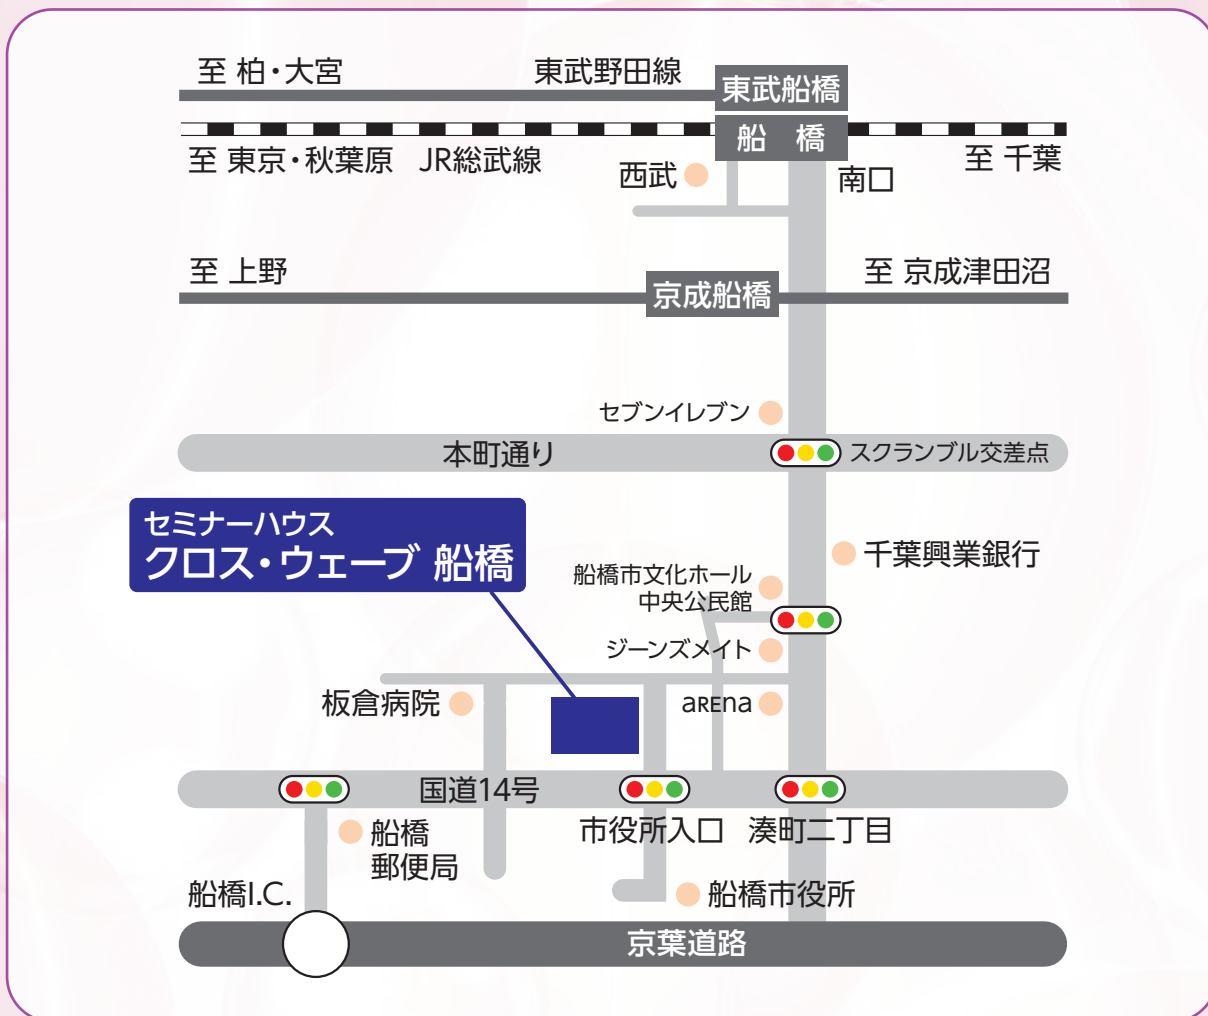 至 柏・大宮
東武野田線
東武船橋
船 橋
至 東京・秋葉原
JR総武線
至 千葉
西武
南口
至 上野
至 京成津田沼
京成船橋
セブンイレブン
本町通り
スクランブル交差点
セミナーハウス
クロス・ウェーブ 船橋
千葉興業銀行
船橋市文化ホール
中央公民館
ジーンズメイト
板倉病院
aREna
国道14号
船橋
郵便局
市役所入口
湊町二丁目
船橋I.C.
船橋市役所
京葉道路